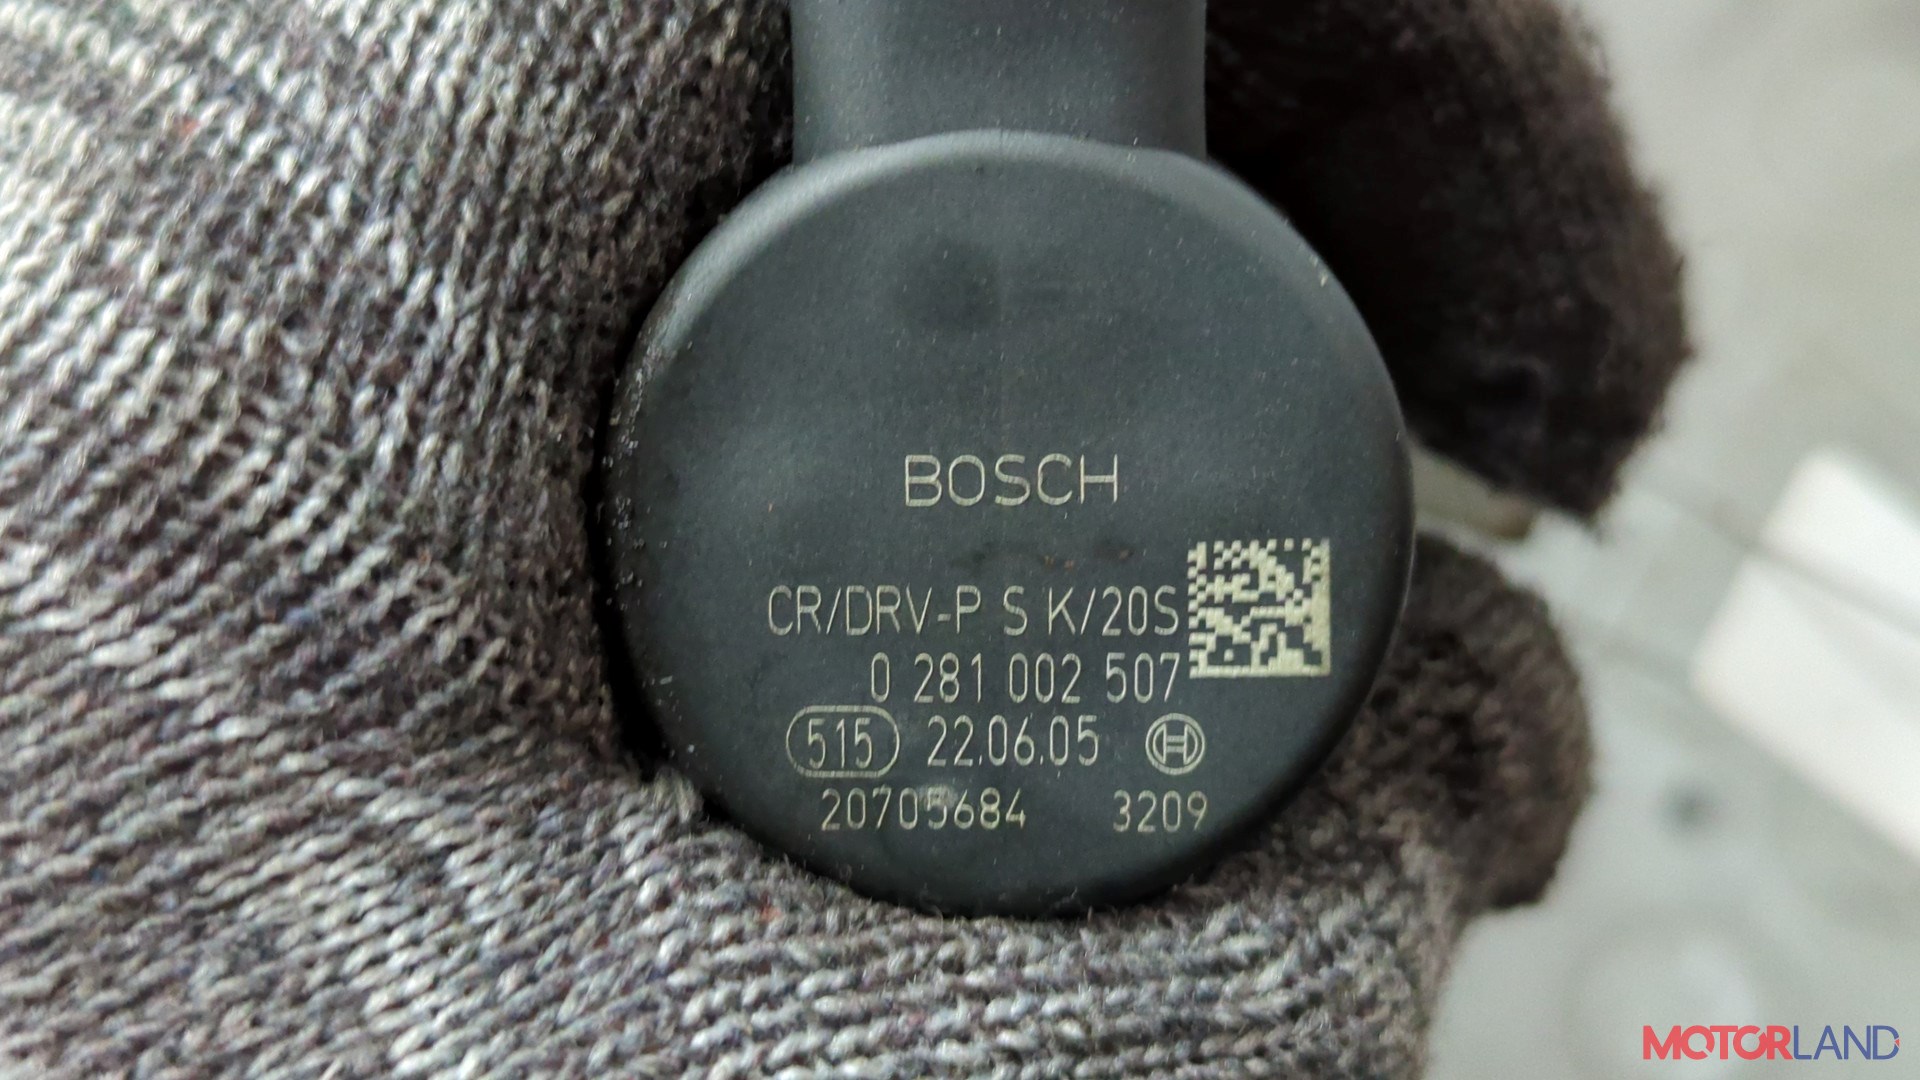 BOSCH
CR/DRV-P S K/20S
0 281 002 507
515 22.06.05
20705684 3209
MOTORLAND